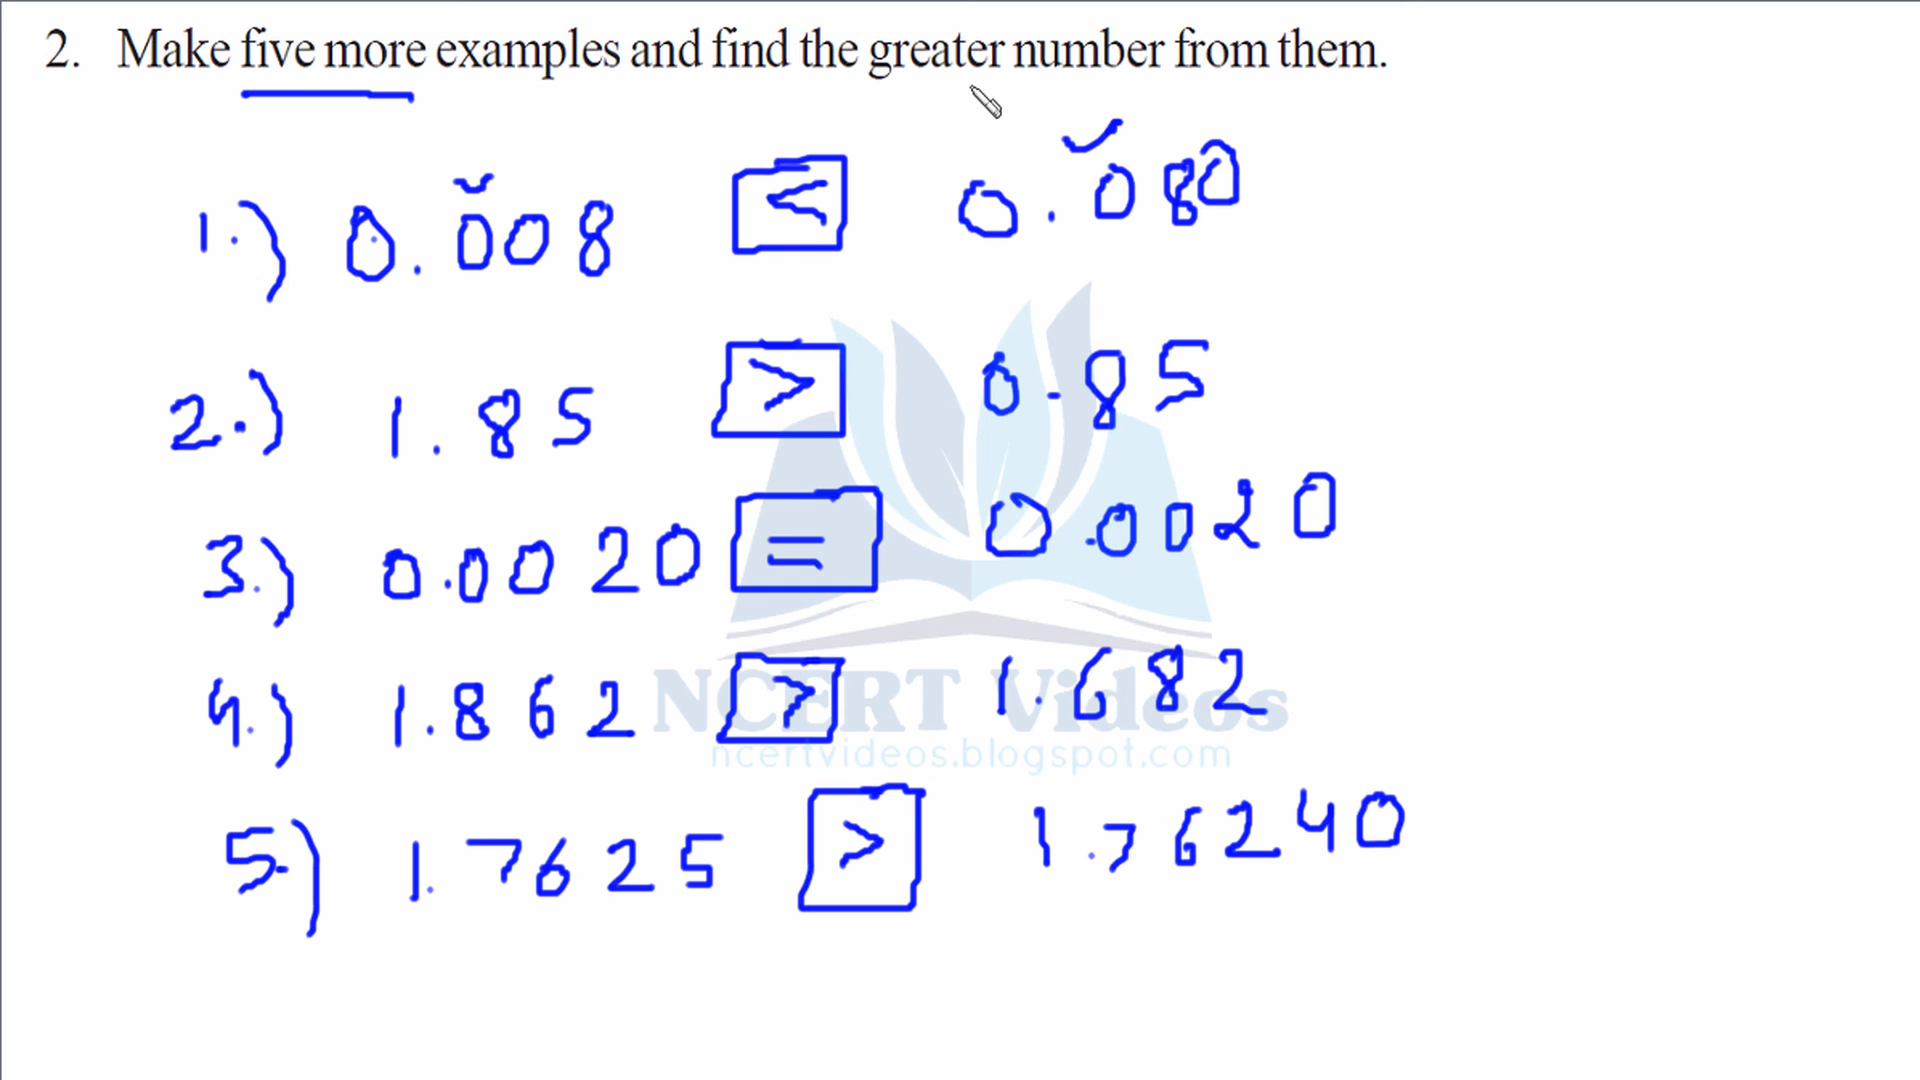 2. Make five more examples and find the greater number from them.
1.) 0.008 < 0.080
2.) 1.85 > 0.85
3.) 0.0020 = 0.0020
4.) 1.862 > 1.682
5.) 1.7625 > 1.76240
NCERT Videos
ncertvideos.blogspot.com